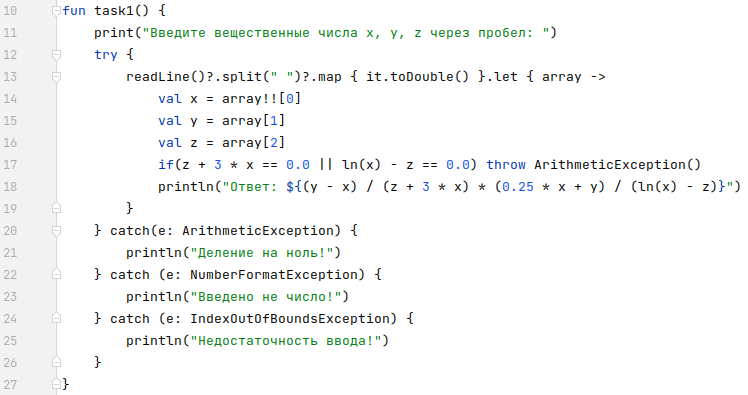 10 fun task1() {
11     print("Введите вещественные числа x, y, z через пробел: ")
12     try {
13         readLine()?.split(" ")?.map { it.toDouble() }.let { array ->
14             val x = array!![0]
15             val y = array[1]
16             val z = array[2]
17             if(z + 3 * x == 0.0 || ln(x) - z == 0.0) throw ArithmeticException()
18             println("Ответ: ${(y - x) / (z + 3 * x) * (0.25 * x + y) / (ln(x) - z)}")
19         }
20     } catch(e: ArithmeticException) {
21         println("Деление на ноль!")
22     } catch (e: NumberFormatException) {
23         println("Введено не число!")
24     } catch (e: IndexOutOfBoundsException) {
25         println("Недостаточность ввода!")
26     }
27 }